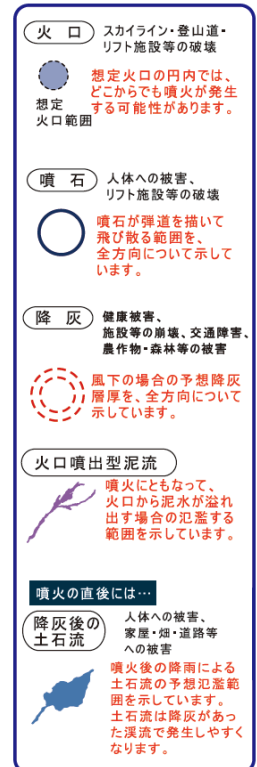 火口
スカイライン・登山道・
リフト施設等の破壊
想定火口の円内では、
どこからでも噴火が発生
する可能性があります。
想定
火口範囲
噴石
人体への被害、
リフト施設等の破壊
噴石が弾道を描いて
飛び散る範囲を、
全方向について示して
います。
降灰
健康被害、
施設等の崩壊、交通障害、
農作物・森林等の被害
風下の場合の予想降灰
層厚を、全方向について
示しています。
火口噴出型泥流
噴火にともなって、
火口から泥水が溢れ
出す場合の氾濫する
範囲を示しています。
噴火の直後には…
降灰後の
土石流
人体への被害、
家屋・畑・道路等
への被害
噴火後の降雨による
土石流の予想氾濫範
囲を示しています。
土石流は降灰があっ
た渓流で発生しやすく
なります。